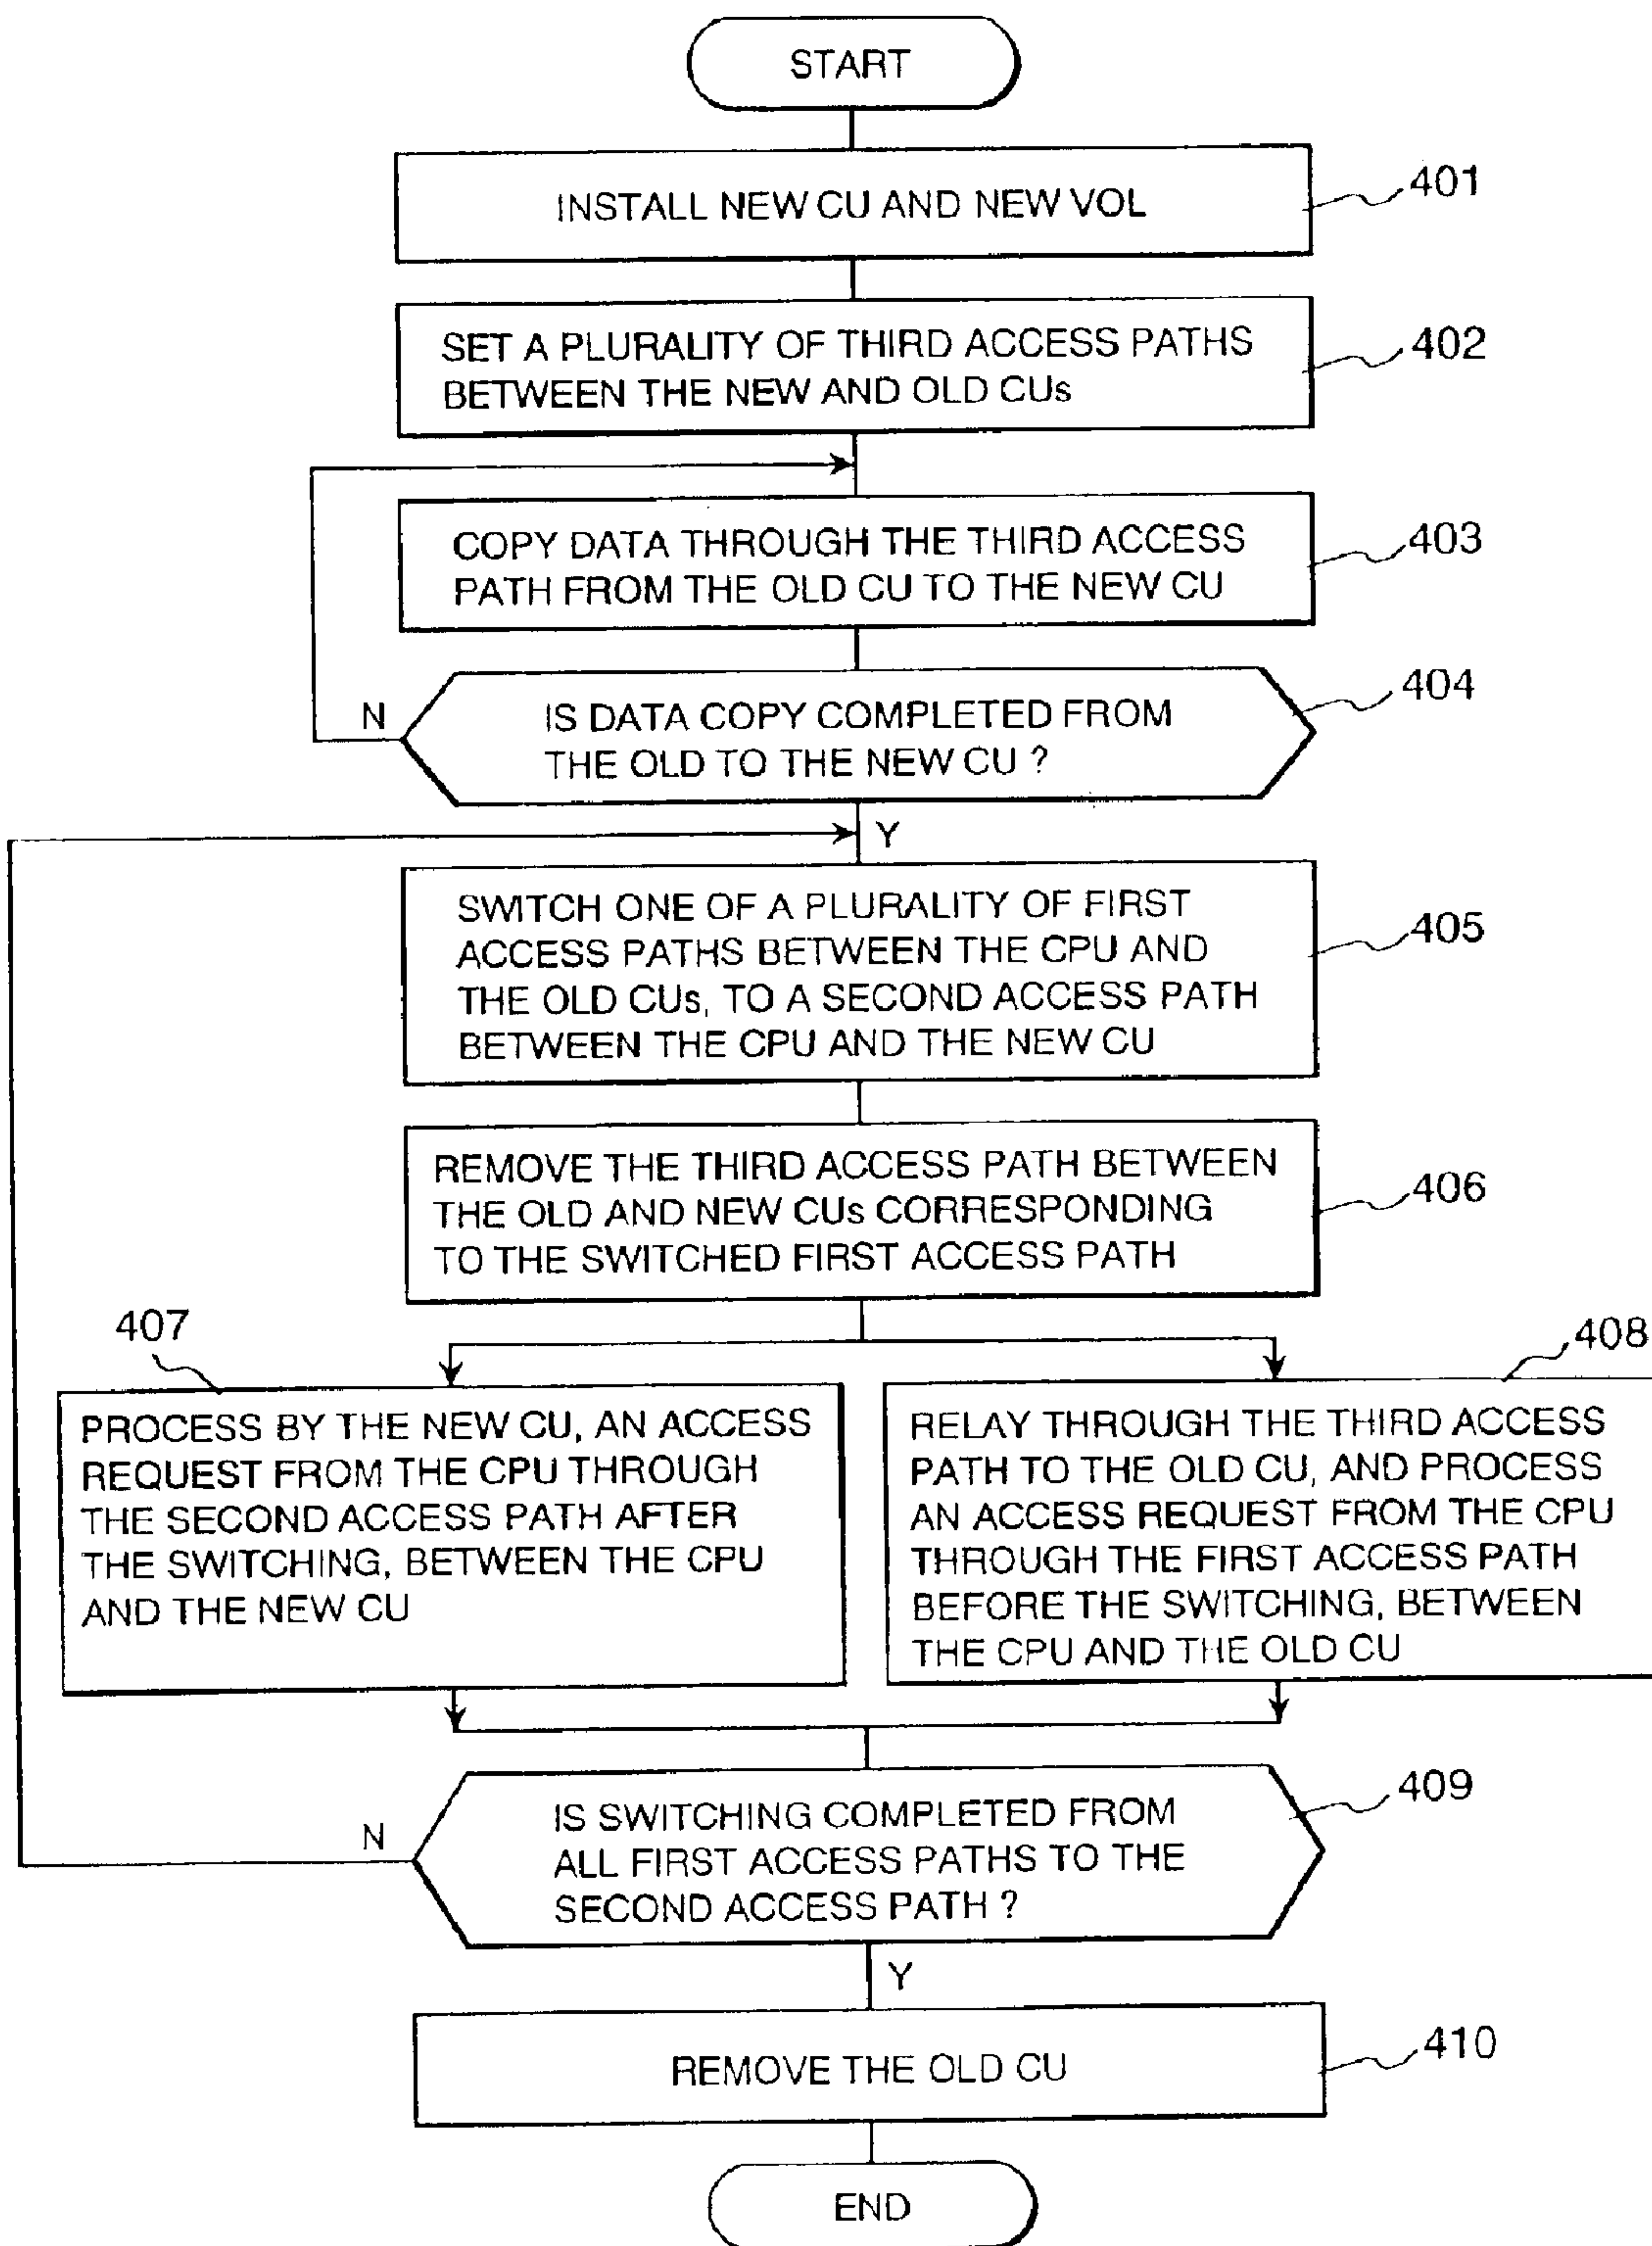 START
INSTALL NEW CU AND NEW VOL
401
SET A PLURALITY OF THIRD ACCESS PATHS
BETWEEN THE NEW AND OLD CUs
402
COPY DATA THROUGH THE THIRD ACCESS
PATH FROM THE OLD CU TO THE NEW CU
403
IS DATA COPY COMPLETED FROM
THE OLD TO THE NEW CU ?
404
N
Y
SWITCH ONE OF A PLURALITY OF FIRST
ACCESS PATHS BETWEEN THE CPU AND
THE OLD CUs, TO A SECOND ACCESS PATH
BETWEEN THE CPU AND THE NEW CU
405
REMOVE THE THIRD ACCESS PATH BETWEEN
THE OLD AND NEW CUs CORRESPONDING
TO THE SWITCHED FIRST ACCESS PATH
406
407
PROCESS BY THE NEW CU, AN ACCESS
REQUEST FROM THE CPU THROUGH
THE SECOND ACCESS PATH AFTER
THE SWITCHING, BETWEEN THE CPU
AND THE NEW CU
408
RELAY THROUGH THE THIRD ACCESS
PATH TO THE OLD CU, AND PROCESS
AN ACCESS REQUEST FROM THE CPU
THROUGH THE FIRST ACCESS PATH
BEFORE THE SWITCHING, BETWEEN
THE CPU AND THE OLD CU
IS SWITCHING COMPLETED FROM
ALL FIRST ACCESS PATHS TO THE
SECOND ACCESS PATH ?
409
N
Y
REMOVE THE OLD CU
410
END